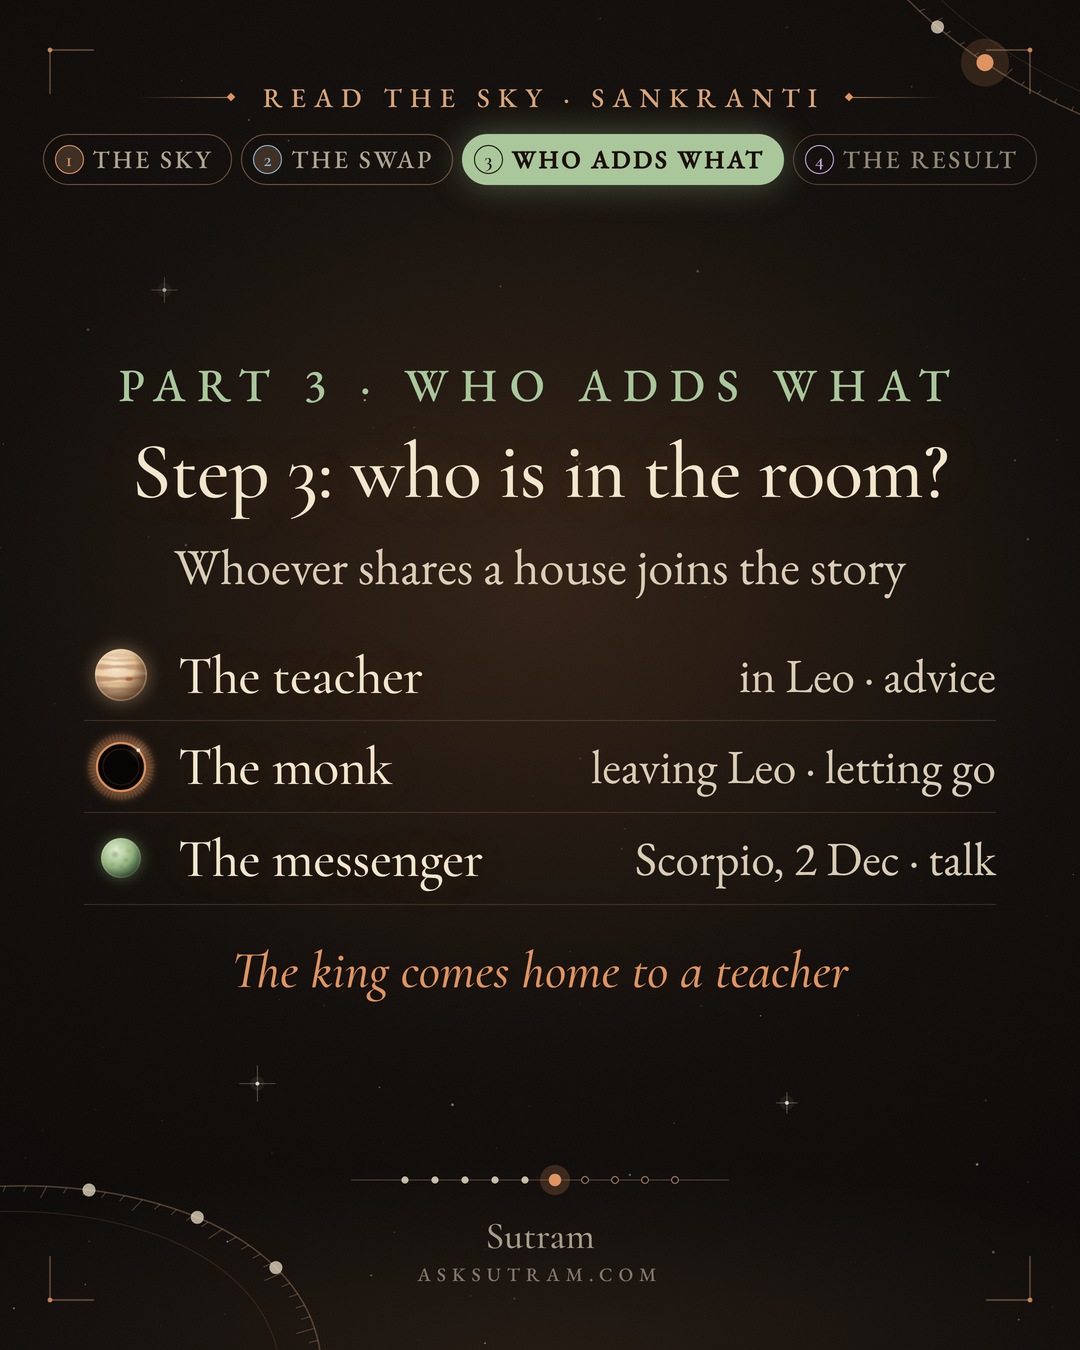 READ THE SKY · SANKRANTI
1 THE SKY 2 THE SWAP 3 WHO ADDS WHAT 4 THE RESULT
PART 3 · WHO ADDS WHAT
Step 3: who is in the room?
Whoever shares a house joins the story
The teacher in Leo · advice
The monk leaving Leo · letting go
The messenger Scorpio, 2 Dec · talk
The king comes home to a teacher
Sutram
ASKSUTRAM.COM